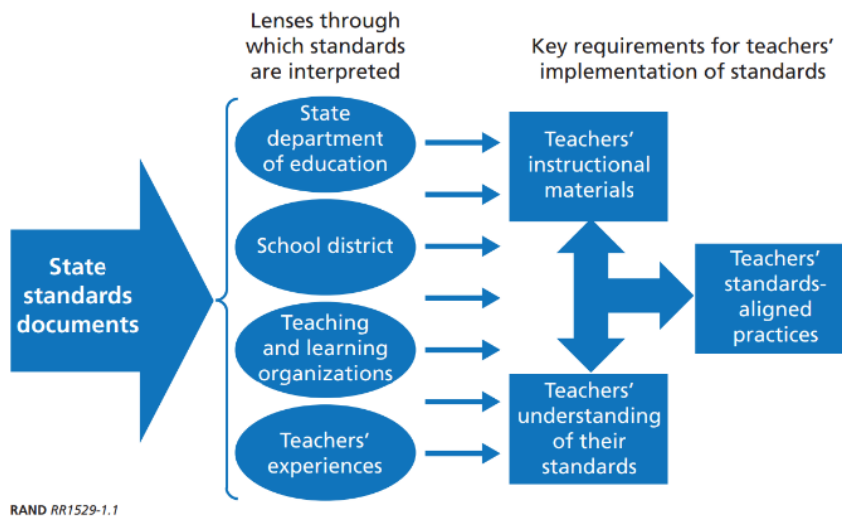 Lenses through
which standards
are interpreted
Key requirements for teachers'
implementation of standards
State standards
documents
State
department
of education
School district
Teaching
and learning
organizations
Teachers'
experiences
Teachers'
instructional
materials
Teachers'
understanding
of their
standards
Teachers'
standards-
aligned
practices
RAND RR1529-1.1